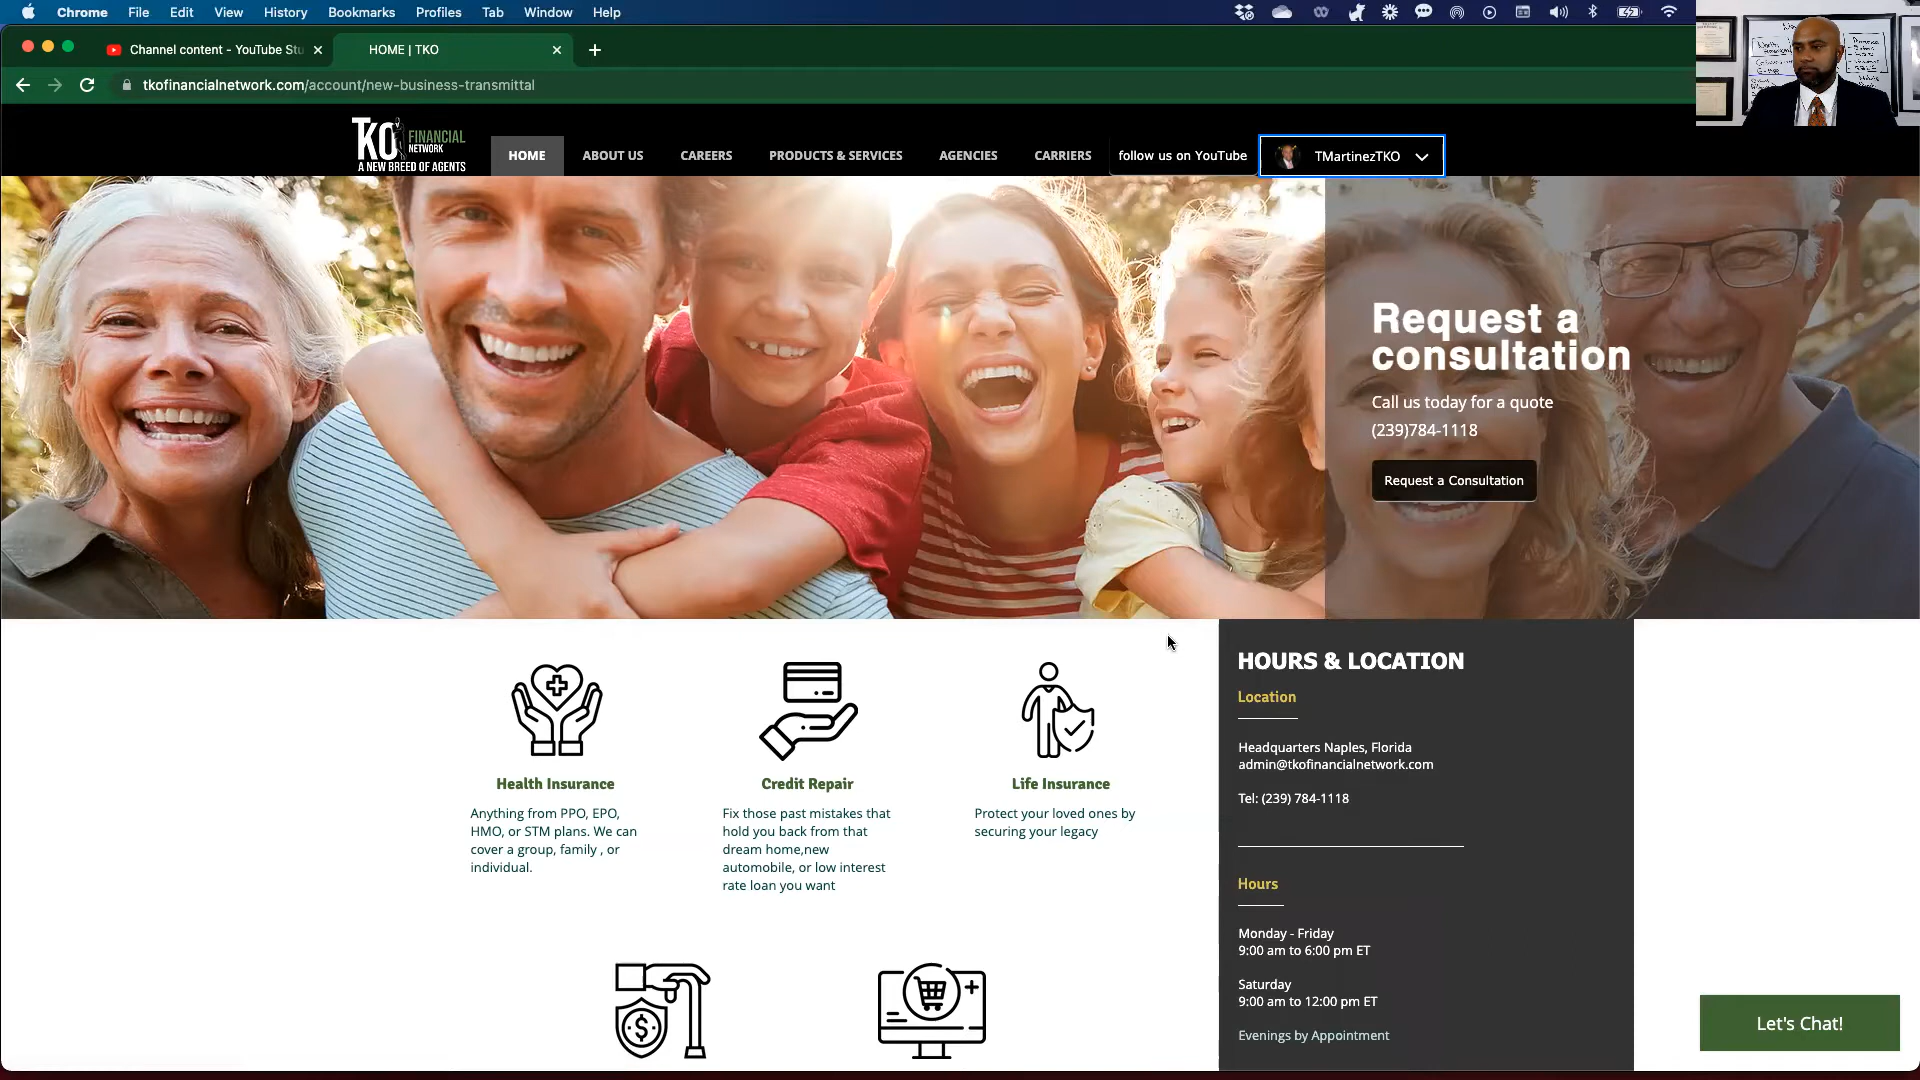 Chrome File Edit View History Bookmarks Profiles Tab Window Help
Channel content - YouTube Stu
HOME | TKO
tkofinancialnetwork.com/account/new-business-transmittal
TKO FINANCIAL NETWORK
A NEW BREED OF AGENTS
HOME ABOUT US CAREERS PRODUCTS & SERVICES AGENCIES CARRIERS follow us on YouTube TMartinezTKO
Request a
consultation
Call us today for a quote
(239)784-1118
Request a Consultation
Health Insurance
Anything from PPO, EPO,
HMO, or STM plans. We can
cover a group, family , or
individual.
Credit Repair
Fix those past mistakes that
hold you back from that
dream home,new
automobile, or low interest
rate loan you want
Life Insurance
Protect your loved ones by
securing your legacy
HOURS & LOCATION
Location
Headquarters Naples, Florida
admin@tkofinancialnetwork.com
Tel: (239) 784-1118
Hours
Monday - Friday
9:00 am to 6:00 pm ET
Saturday
9:00 am to 12:00 pm ET
Evenings by Appointment
Let's Chat!